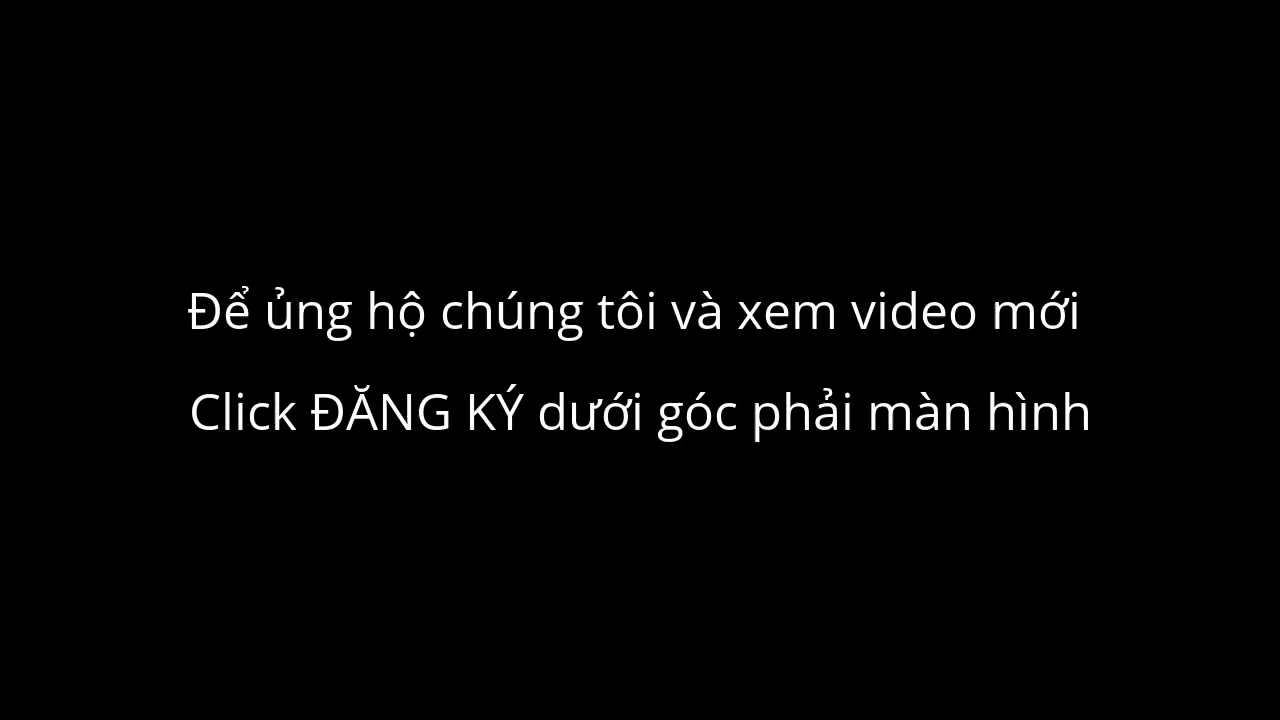 Để ủng hộ chúng tôi và xem video mới
Click ĐĂNG KÝ dưới góc phải màn hình